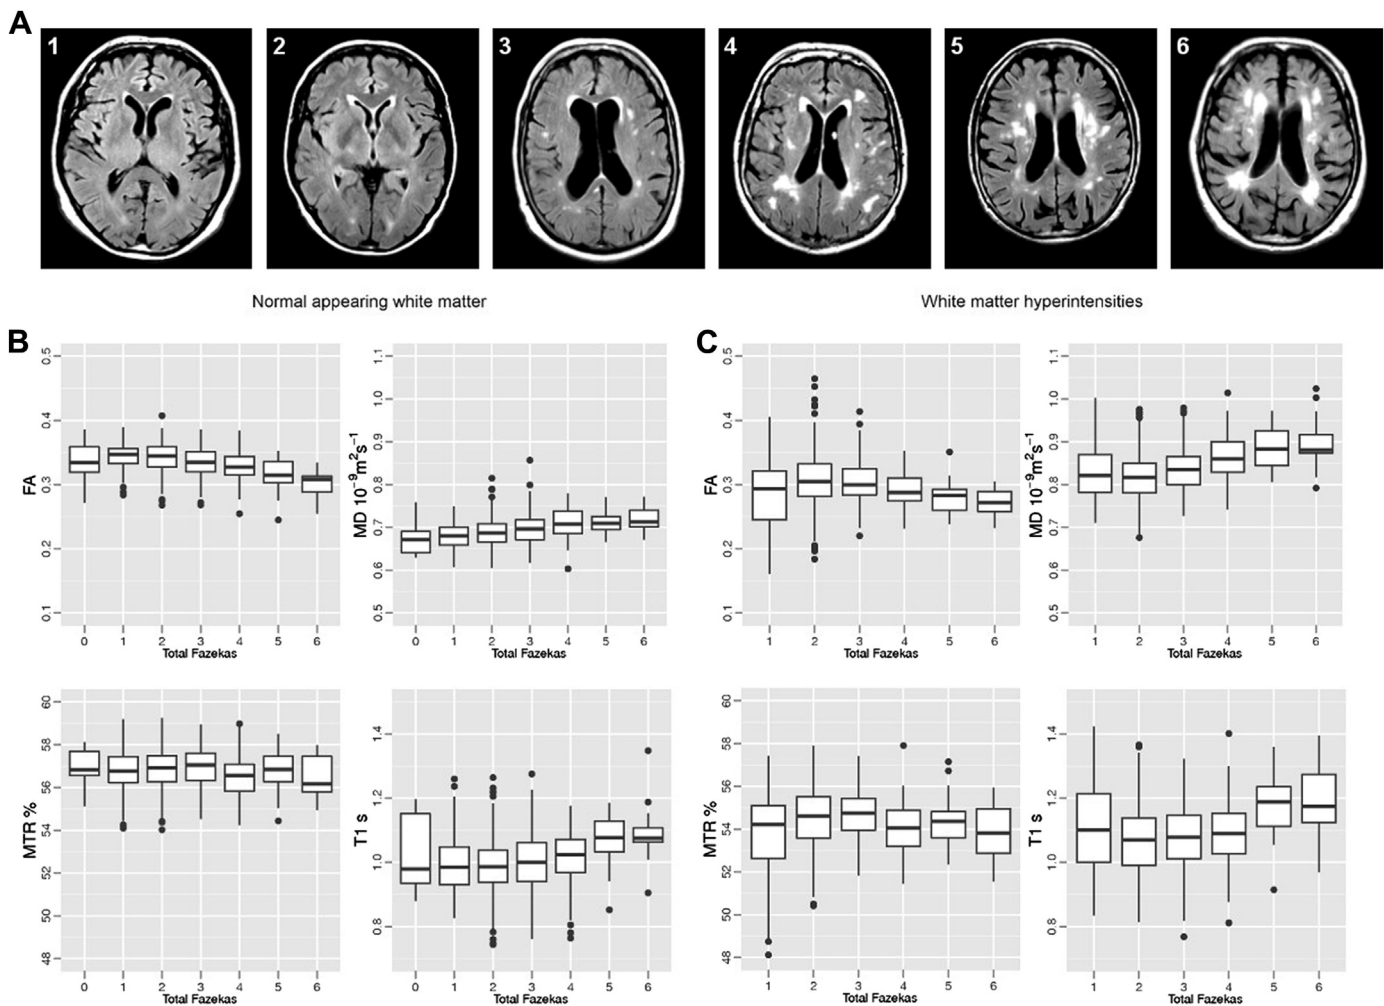 A
1 2 3 4 5 6
Normal appearing white matter
White matter hyperintensities
B
FA
0.5
0.4
0.3
0.2
0.1
0 1 2 3 4 5 6
Total Fazekas
MD 10⁻⁹m²s⁻¹
1.1
1.0
0.9
0.8
0.7
0.6
0.5
0 1 2 3 4 5 6
Total Fazekas
MTR %
60
58
56
54
52
50
48
0 1 2 3 4 5 6
Total Fazekas
T1 s
1.4
1.2
1.0
0.8
0 1 2 3 4 5 6
Total Fazekas
C
FA
0.5
0.4
0.3
0.2
0.1
1 2 3 4 5 6
Total Fazekas
MD 10⁻⁹m²s⁻¹
1.1
1.0
0.9
0.8
0.7
0.6
0.5
1 2 3 4 5 6
Total Fazekas
MTR %
60
58
56
54
52
50
48
1 2 3 4 5 6
Total Fazekas
T1 s
1.4
1.2
1.0
0.8
1 2 3 4 5 6
Total Fazekas